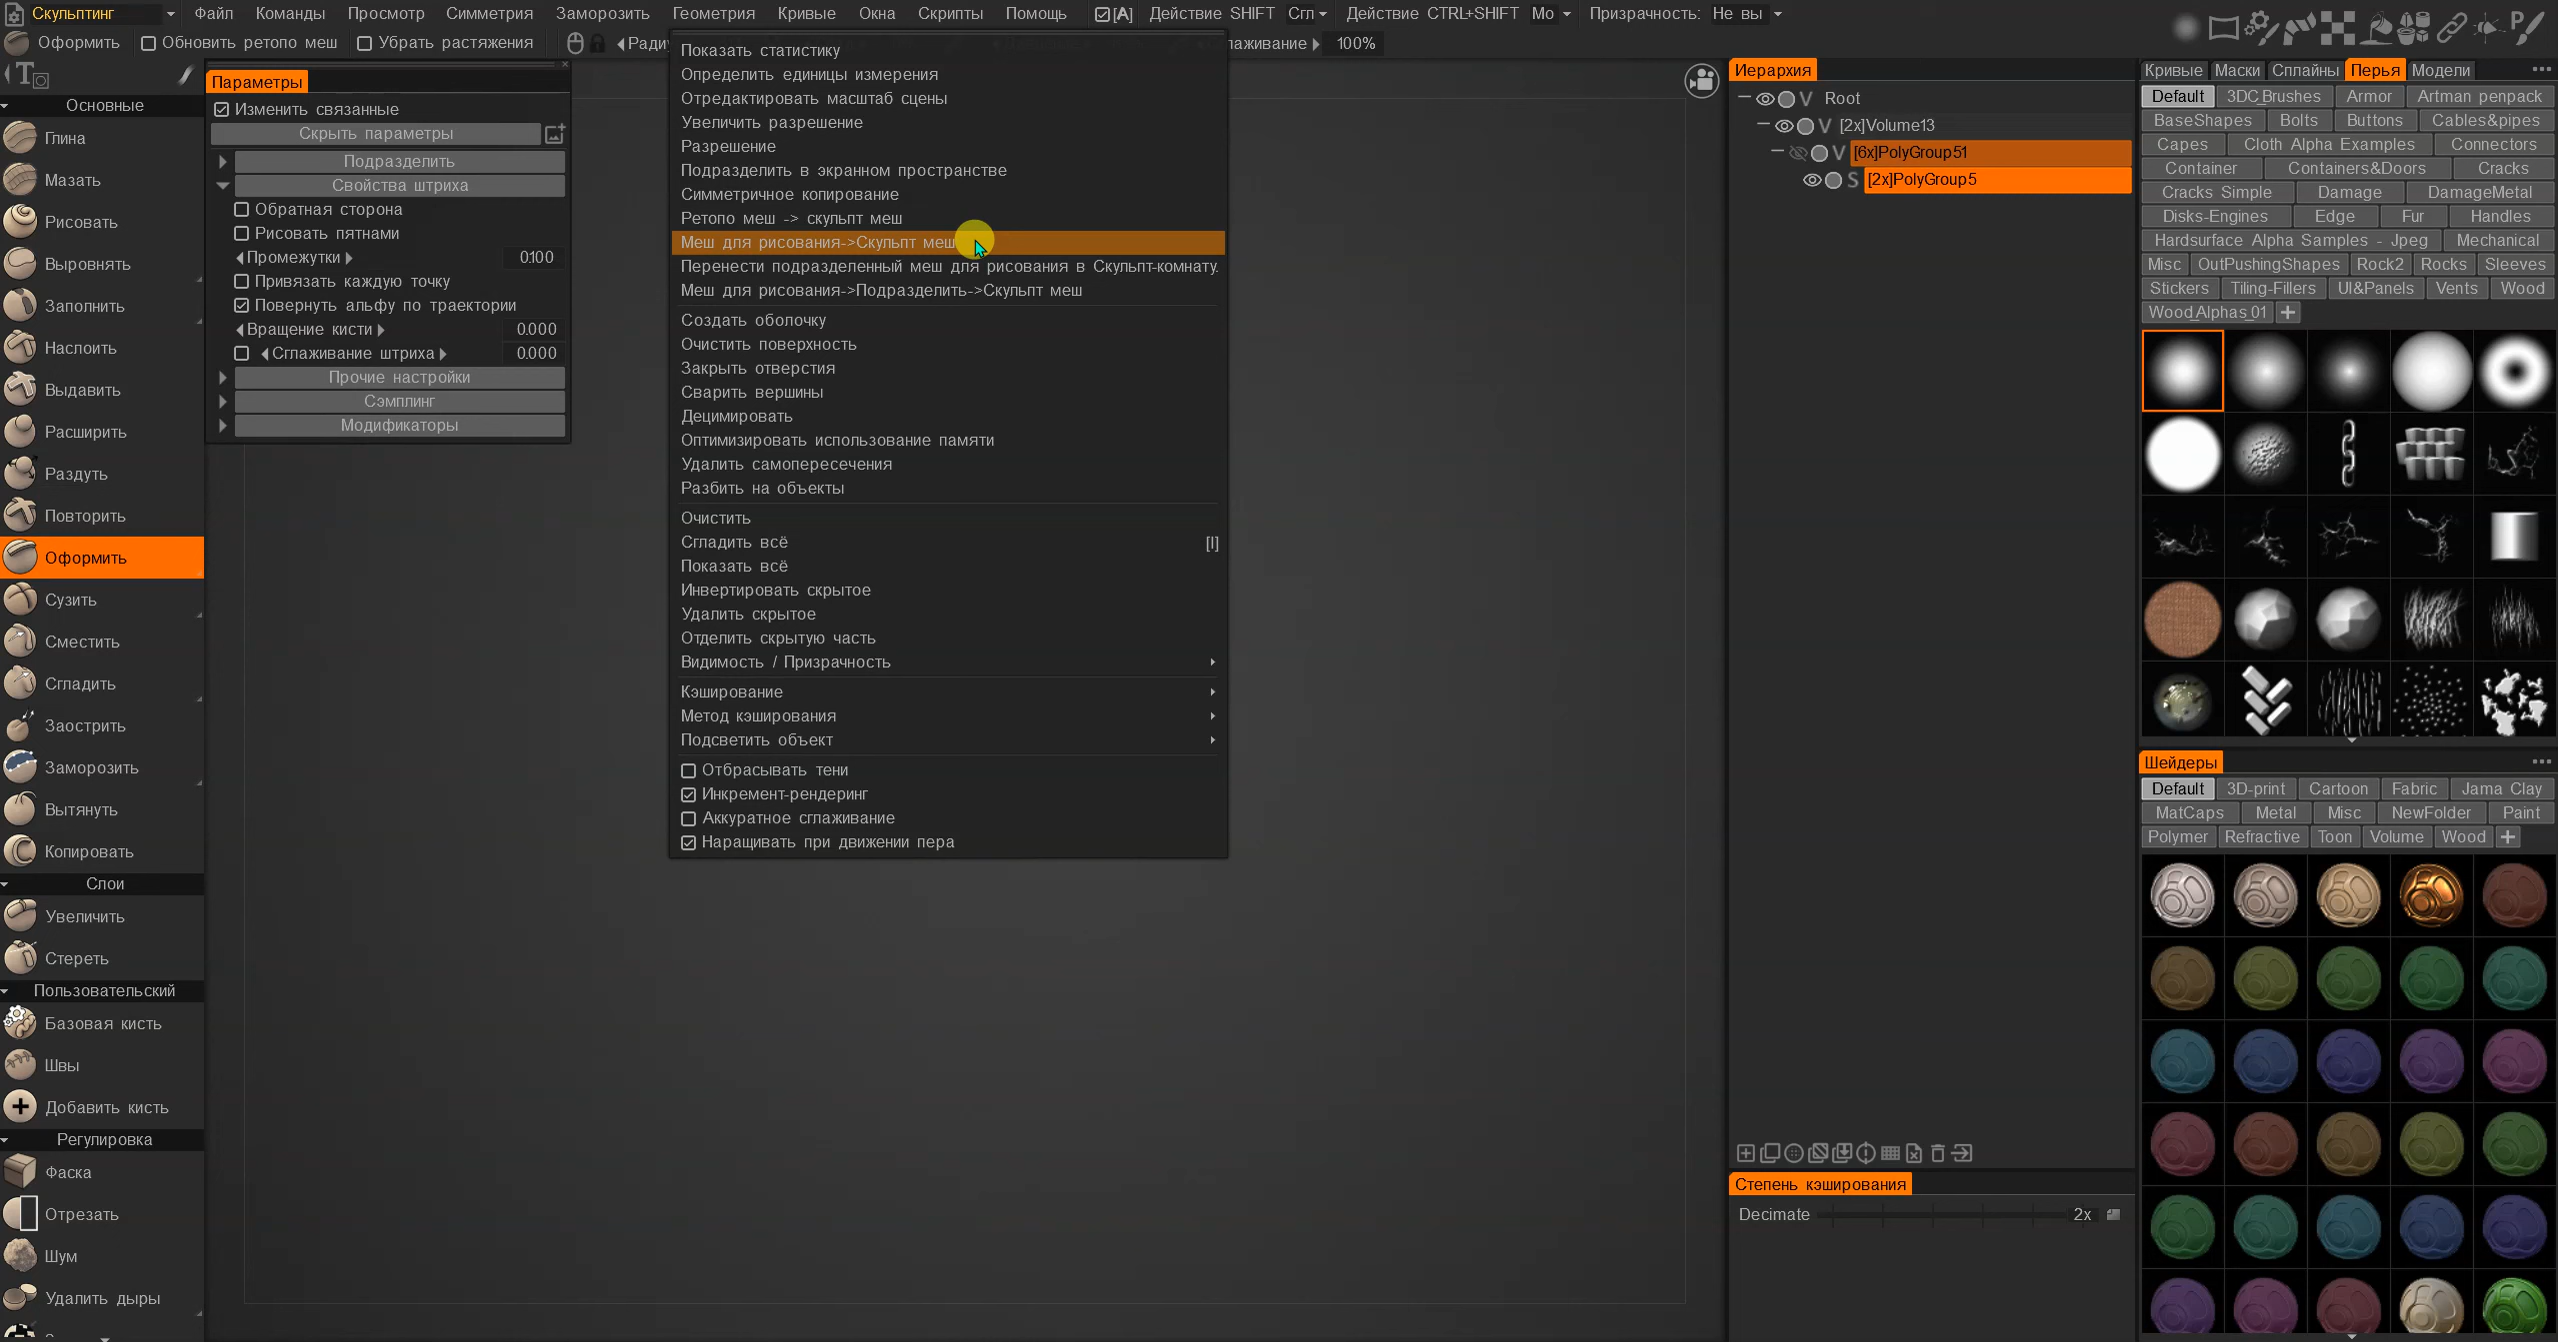 Скульптинг Файл Команды Просмотр Симметрия Заморозить Геометрия Кривые Окна Скрипты Помощь [A] Действие SHIFT Сгл Действие CTRL+SHIFT Мо Призрачность: Не вы
Оформить Обновить ретопо меш Убрать растяжения Ради лаживание 100%
Основные
Глина
Мазать
Рисовать
Выровнять
Заполнить
Наслоить
Выдавить
Расширить
Раздуть
Повторить
Оформить
Сузить
Сместить
Сгладить
Заострить
Заморозить
Вытянуть
Копировать
Слои
Увеличить
Стереть
Пользовательский
Базовая кисть
Швы
Добавить кисть
Регулировка
Фаска
Отрезать
Шум
Удалить дыры
Параметры
Изменить связанные
Скрыть параметры
Подразделить
Свойства штриха
Обратная сторона
Рисовать пятнами
Промежутки 0.100
Привязать каждую точку
Повернуть альфу по траектории
Вращение кисти 0.000
Сглаживание штриха 0.000
Прочие настройки
Сэмплинг
Модификаторы
Показать статистику
Определить единицы измерения
Отредактировать масштаб сцены
Увеличить разрешение
Разрешение
Подразделить в экранном пространстве
Симметричное копирование
Ретопо меш -> скульпт меш
Меш для рисования->Скульпт меш
Перенести подразделенный меш для рисования в Скульпт-комнату.
Меш для рисования->Подразделить->Скульпт меш
Создать оболочку
Очистить поверхность
Закрыть отверстия
Сварить вершины
Децимировать
Оптимизировать использование памяти
Удалить самопересечения
Разбить на объекты
Очистить
Сгладить всё [I]
Показать всё
Инвертировать скрытое
Удалить скрытое
Отделить скрытую часть
Видимость / Призрачность
Кэширование
Метод кэширования
Подсветить объект
Отбрасывать тени
Инкремент-рендеринг
Аккуратное сглаживание
Наращивать при движении пера
Иерархия
V Root
V [2x]Volume13
V [6x]PolyGroup51
S [2x]PolyGroup5
Степень кэширования
Decimate 2x
Кривые Маски Сплайны Перья Модели
Default 3DC_Brushes Armor Artman penpack
BaseShapes Bolts Buttons Cables&pipes
Capes Cloth Alpha Examples Connectors
Container Containers&Doors Cracks
Cracks Simple Damage DamageMetal
Disks-Engines Edge Fur Handles
Hardsurface Alpha Samples - Jpeg Mechanical
Misc OutPushingShapes Rock2 Rocks Sleeves
Stickers Tiling-Fillers UI&Panels Vents Wood
Wood_Alphas_01
Шейдеры
Default 3D-print Cartoon Fabric Jama Clay
MatCaps Metal Misc NewFolder Paint
Polymer Refractive Toon Volume Wood